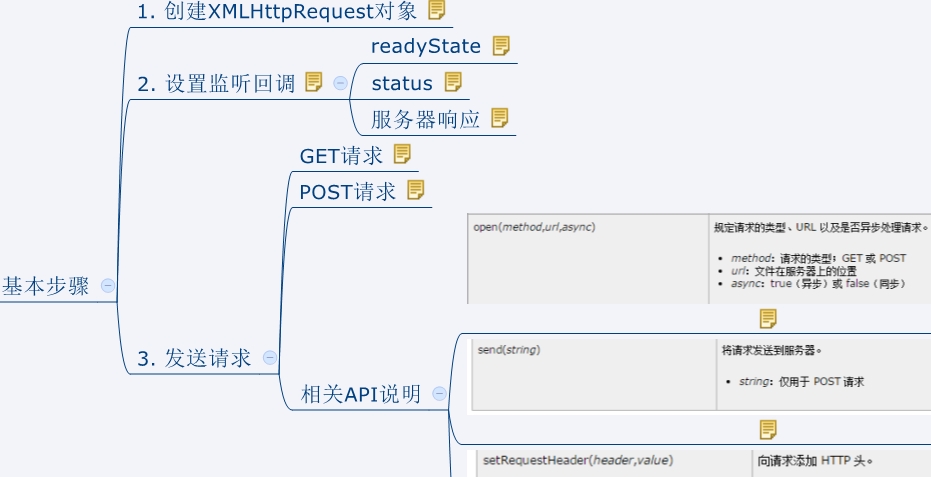 1. 创建XMLHttpRequest对象
readyState
2. 设置监听回调
status
服务器响应
GET请求
POST请求
open(method,url,async)
规定请求的类型、URL 以及是否异步处理请求。
• method：请求的类型；GET 或 POST
• url：文件在服务器上的位置
• async：true（异步）或 false（同步）
基本步骤
3. 发送请求
send(string)
将请求发送到服务器。
• string：仅用于 POST 请求
相关API说明
setRequestHeader(header,value)
向请求添加 HTTP 头。